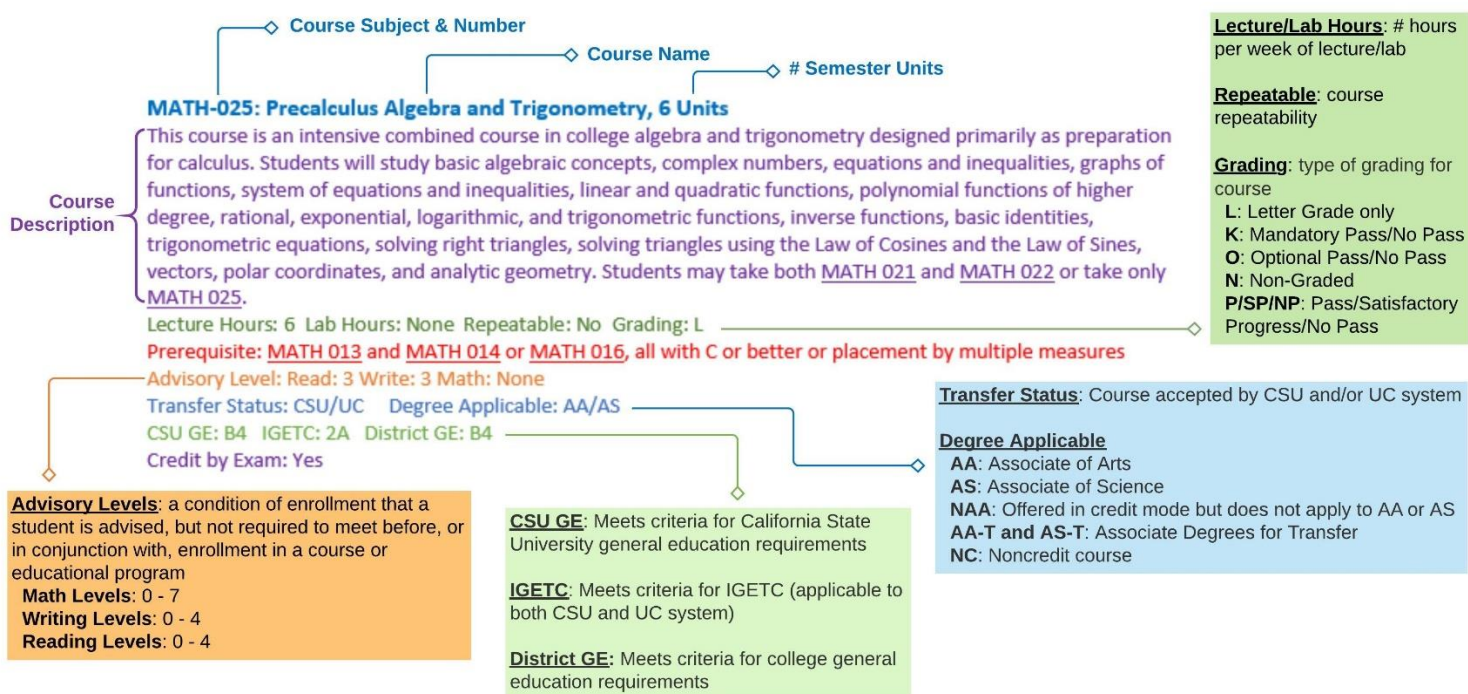 Course Subject & Number
Course Name
# Semester Units
MATH-025: Precalculus Algebra and Trigonometry, 6 Units
Course
Description
This course is an intensive combined course in college algebra and trigonometry designed primarily as preparation
for calculus. Students will study basic algebraic concepts, complex numbers, equations and inequalities, graphs of
functions, system of equations and inequalities, linear and quadratic functions, polynomial functions of higher
degree, rational, exponential, logarithmic, and trigonometric functions, inverse functions, basic identities,
trigonometric equations, solving right triangles, solving triangles using the Law of Cosines and the Law of Sines,
vectors, polar coordinates, and analytic geometry. Students may take both MATH 021 and MATH 022 or take only
MATH 025.
Lecture Hours: 6 Lab Hours: None Repeatable: No Grading: L
Prerequisite: MATH 013 and MATH 014 or MATH 016, all with C or better or placement by multiple measures
Advisory Level: Read: 3 Write: 3 Math: None
Transfer Status: CSU/UC Degree Applicable: AA/AS
CSU GE: B4 IGETC: 2A District GE: B4
Credit by Exam: Yes
Lecture/Lab Hours: # hours
per week of lecture/lab
Repeatable: course
repeatability
Grading: type of grading for
course
L: Letter Grade only
K: Mandatory Pass/No Pass
O: Optional Pass/No Pass
N: Non-Graded
P/SP/NP: Pass/Satisfactory
Progress/No Pass
Transfer Status: Course accepted by CSU and/or UC system
Degree Applicable
AA: Associate of Arts
AS: Associate of Science
NAA: Offered in credit mode but does not apply to AA or AS
AA-T and AS-T: Associate Degrees for Transfer
NC: Noncredit course
Advisory Levels: a condition of enrollment that a
student is advised, but not required to meet before, or
in conjunction with, enrollment in a course or
educational program
Math Levels: 0 - 7
Writing Levels: 0 - 4
Reading Levels: 0 - 4
CSU GE: Meets criteria for California State
University general education requirements
IGETC: Meets criteria for IGETC (applicable to
both CSU and UC system)
District GE: Meets criteria for college general
education requirements